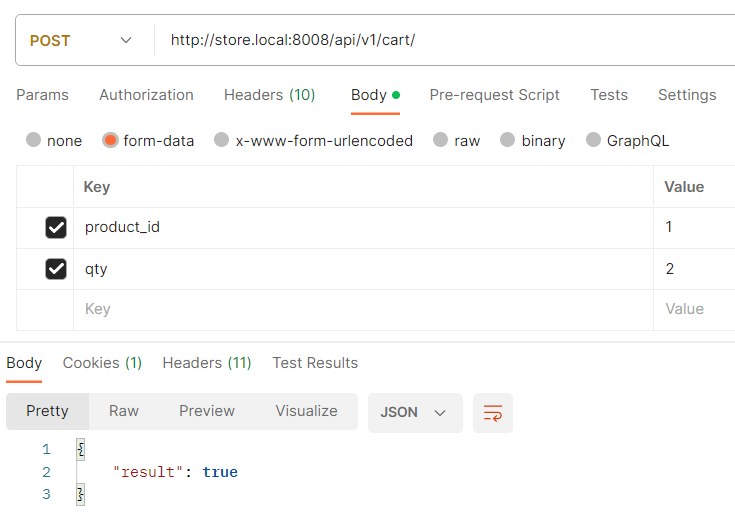 POST http://store.local:8008/api/v1/cart/
Params Authorization Headers (10) Body Pre-request Script Tests Settings
none form-data x-www-form-urlencoded raw binary GraphQL
Key Value
product_id 1
qty 2
Key Value
Body Cookies (1) Headers (11) Test Results
Pretty Raw Preview Visualize JSON
1 {
2 "result": true
3 }